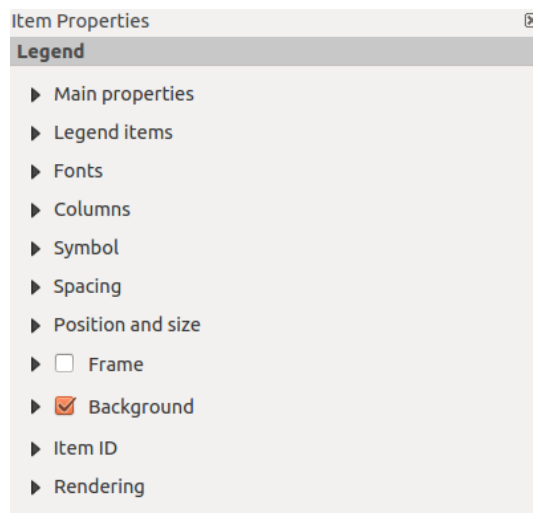 Item Properties
Legend
Main properties
Legend items
Fonts
Columns
Symbol
Spacing
Position and size
Frame
Background
Item ID
Rendering